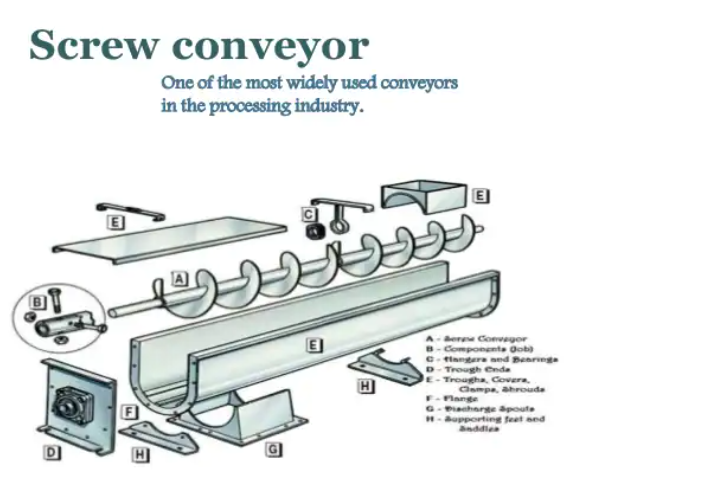 Screw conveyor
One of the most widely used conveyors
in the processing industry.
E
E
C
A
B
E
H
F
D
H
G
A - Screw Conveyor
B - Components (Job)
C - Hangers and Bearings
D - Trough Ends
E - Troughs, Covers,
Clamps, Shrouds
F - Flange
G - Discharge Spouts
H - Supporting feet and
Saddles